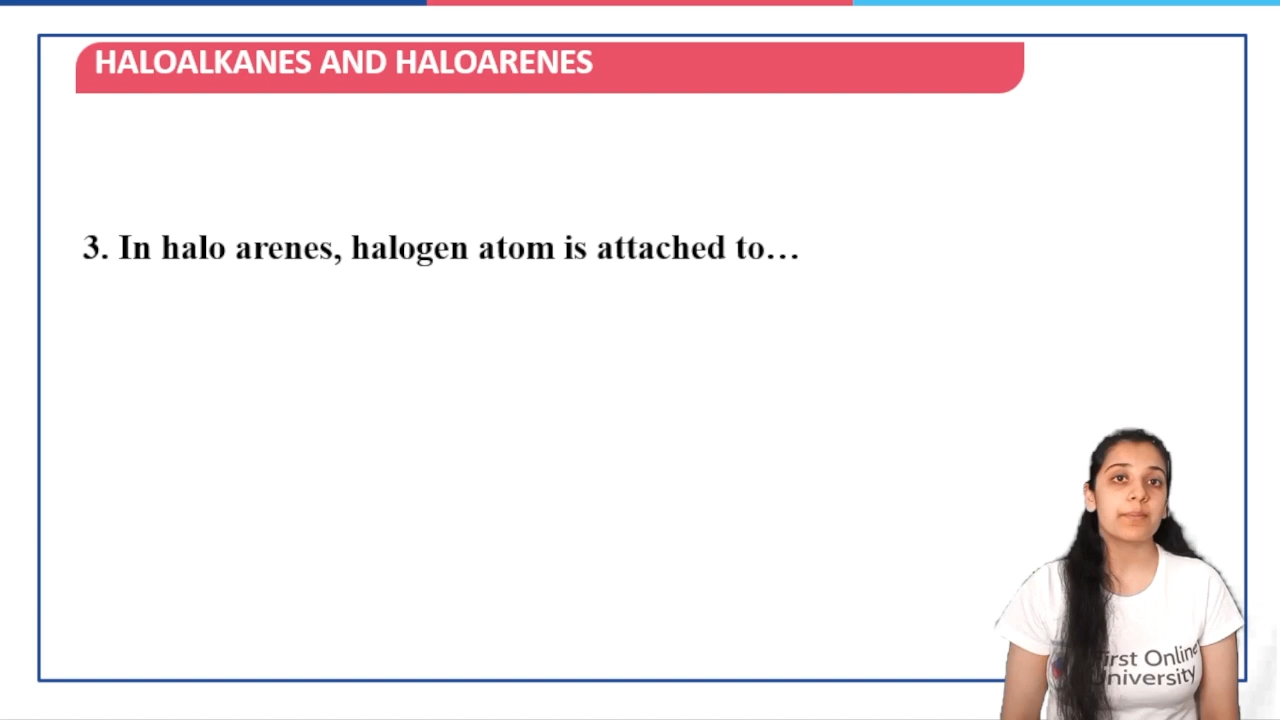 HALOALKANES AND HALOARENES
3. In halo arenes, halogen atom is attached to…
First Online
University